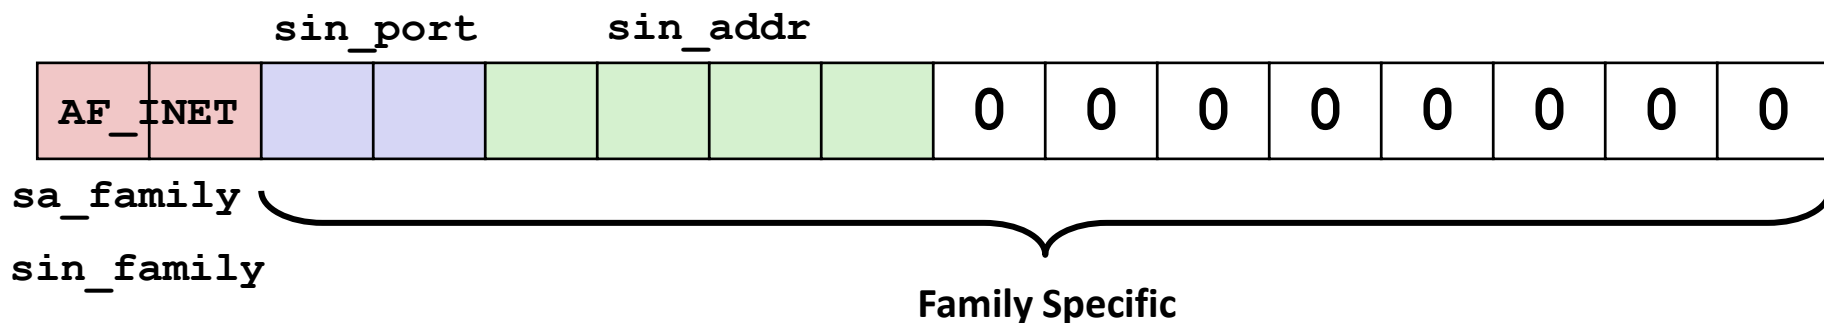 sin_port sin_addr
AF_INET 0 0 0 0 0 0 0 0
sa_family
sin_family
Family Specific